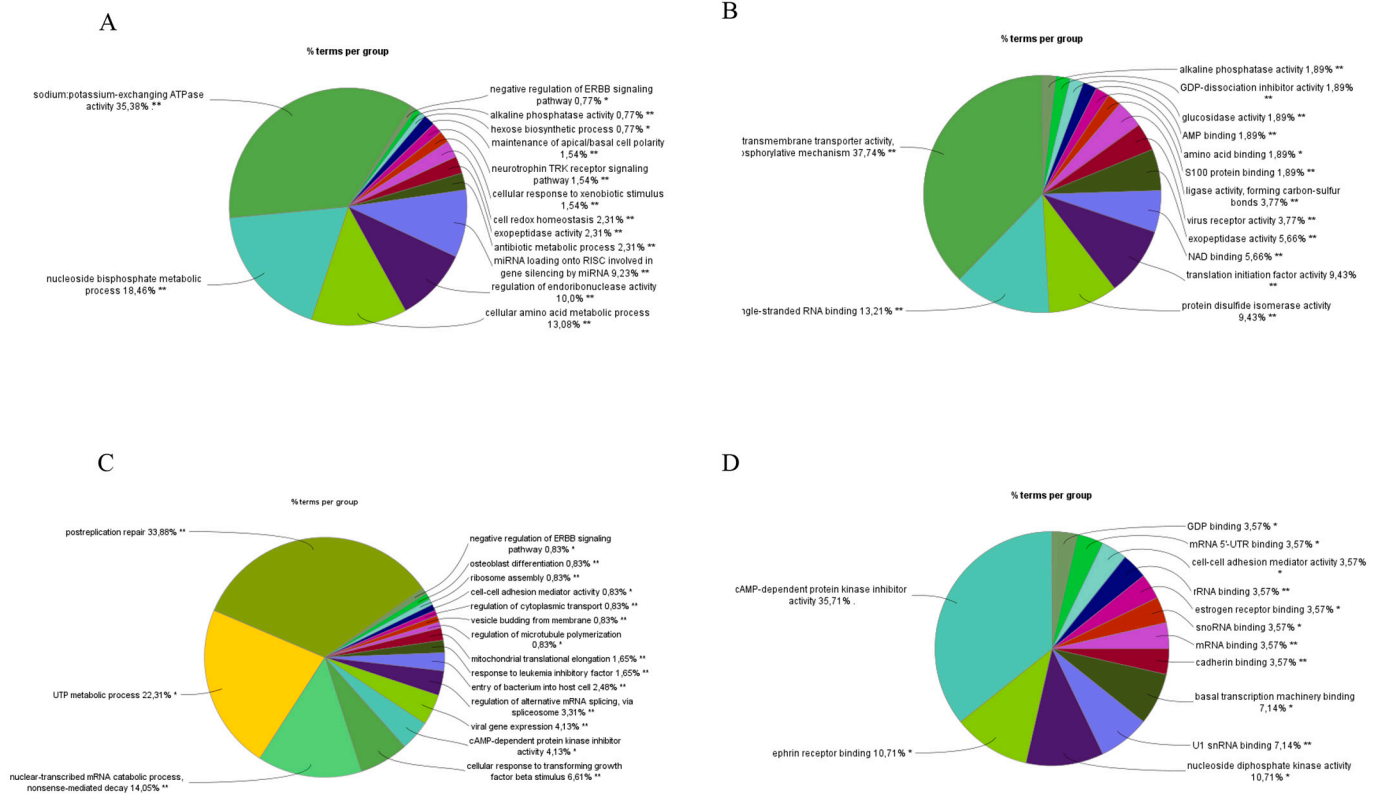 A
% terms per group
sodium:potassium-exchanging ATPase
activity 35,38% .**
nucleoside bisphosphate metabolic
process 18,46% **
negative regulation of ERBB signaling
pathway 0,77% *
alkaline phosphatase activity 0,77% **
hexose biosynthetic process 0,77% *
maintenance of apical/basal cell polarity
1,54% **
neurotrophin TRK receptor signaling
pathway 1,54% **
cellular response to xenobiotic stimulus
1,54% **
cell redox homeostasis 2,31% **
exopeptidase activity 2,31% **
antibiotic metabolic process 2,31% **
miRNA loading onto RISC involved in
gene silencing by miRNA 9,23% **
regulation of endoribonuclease activity
10,0% **
cellular amino acid metabolic process
13,08% **
B
% terms per group
transmembrane transporter activity,
phosphorylative mechanism 37,74% **
ngle-stranded RNA binding 13,21% **
alkaline phosphatase activity 1,89% **
GDP-dissociation inhibitor activity 1,89%
**
glucosidase activity 1,89% **
AMP binding 1,89% **
amino acid binding 1,89% *
S100 protein binding 1,89% **
ligase activity, forming carbon-sulfur
bonds 3,77% **
virus receptor activity 3,77% **
exopeptidase activity 5,66% **
NAD binding 5,66% **
translation initiation factor activity 9,43%
**
protein disulfide isomerase activity
9,43% **
C
% terms per group
postreplication repair 33,88% **
UTP metabolic process 22,31% *
nuclear-transcribed mRNA catabolic process,
nonsense-mediated decay 14,05% **
negative regulation of ERBB signaling
pathway 0,83% *
osteoblast differentiation 0,83% **
ribosome assembly 0,83% **
cell-cell adhesion mediator activity 0,83% *
regulation of cytoplasmic transport 0,83% **
vesicle budding from membrane 0,83% **
regulation of microtubule polymerization
0,83% *
mitochondrial translational elongation 1,65% **
response to leukemia inhibitory factor 1,65% **
entry of bacterium into host cell 2,48% **
regulation of alternative mRNA splicing, via
spliceosome 3,31% **
viral gene expression 4,13% **
cAMP-dependent protein kinase inhibitor
activity 4,13% *
cellular response to transforming growth
factor beta stimulus 6,61% **
D
% terms per group
cAMP-dependent protein kinase inhibitor
activity 35,71% .
ephrin receptor binding 10,71% *
GDP binding 3,57% *
mRNA 5'-UTR binding 3,57% *
cell-cell adhesion mediator activity 3,57%
*
rRNA binding 3,57% **
estrogen receptor binding 3,57% *
snoRNA binding 3,57% *
mRNA binding 3,57% **
cadherin binding 3,57% **
basal transcription machinery binding
7,14% *
U1 snRNA binding 7,14% **
nucleoside diphosphate kinase activity
10,71% *